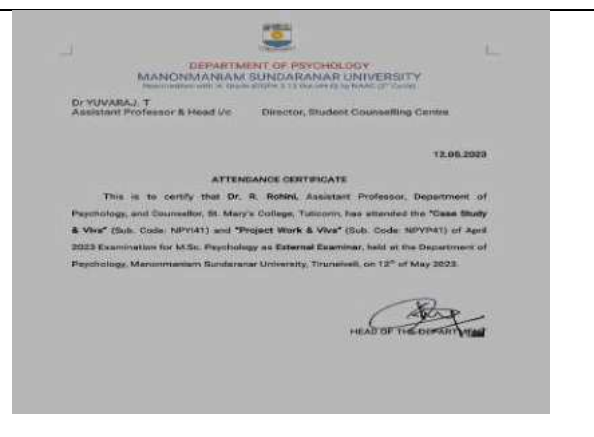 DEPARTMENT OF PSYCHOLOGY
MANONMANIAM SUNDARANAR UNIVERSITY
Dr YUVARAJ. T
Assistant Professor & Head i/c Director, Student Counselling Centre
12.05.2023
ATTENDANCE CERTIFICATE
This is to certify that Dr. R. Rohini, Assistant Professor, Department of
Psychology, and Counsellor, St. Mary's College, Tuticorin, has attended the "Case Study
& Viva" (Sub. Code: NPYI41) and "Project Work & Viva" (Sub. Code: NPYP41) of April
2023 Examination for M.Sc. Psychology as External Examiner, held at the Department of
Psychology, Manonmaniam Sundaranar University, Tirunelveli, on 12th of May 2023.
HEAD OF THE DEPARTMENT